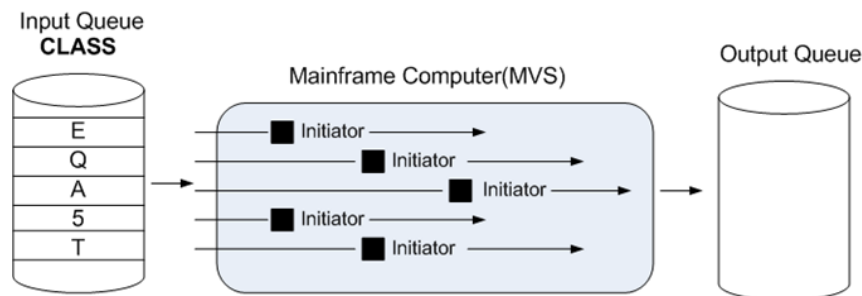 Input Queue
CLASS
E
Q
A
5
T
Mainframe Computer(MVS)
Initiator
Initiator
Initiator
Initiator
Initiator
Output Queue